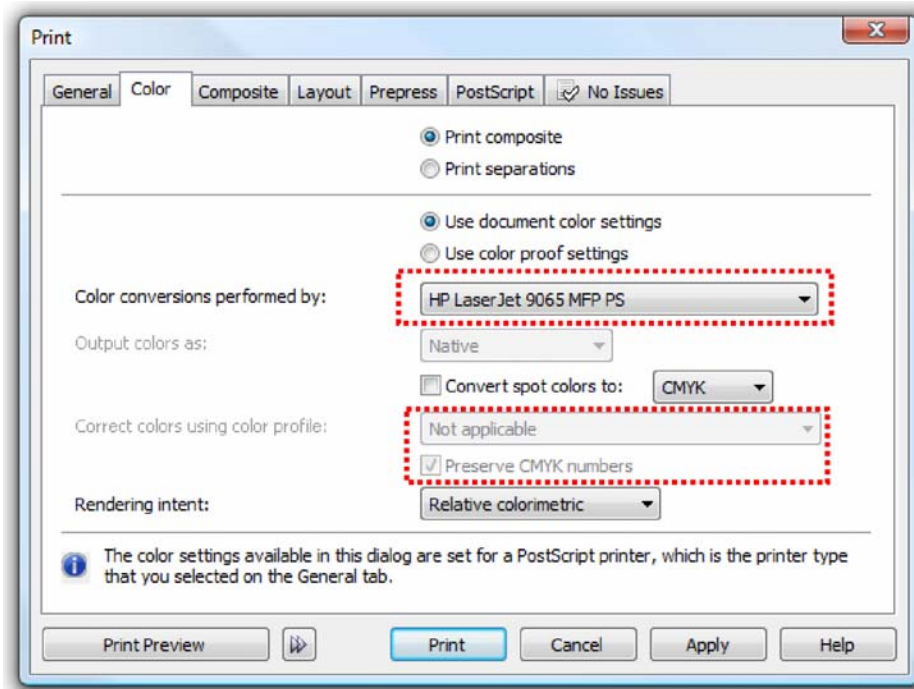 Print
General Color Composite Layout Prepress PostScript No Issues
Print composite
Print separations
Use document color settings
Use color proof settings
Color conversions performed by: HP LaserJet 9065 MFP PS
Output colors as: Native
Convert spot colors to: CMYK
Correct colors using color profile: Not applicable
Preserve CMYK numbers
Rendering intent: Relative colorimetric
The color settings available in this dialog are set for a PostScript printer, which is the printer type
that you selected on the General tab.
Print Preview Print Cancel Apply Help